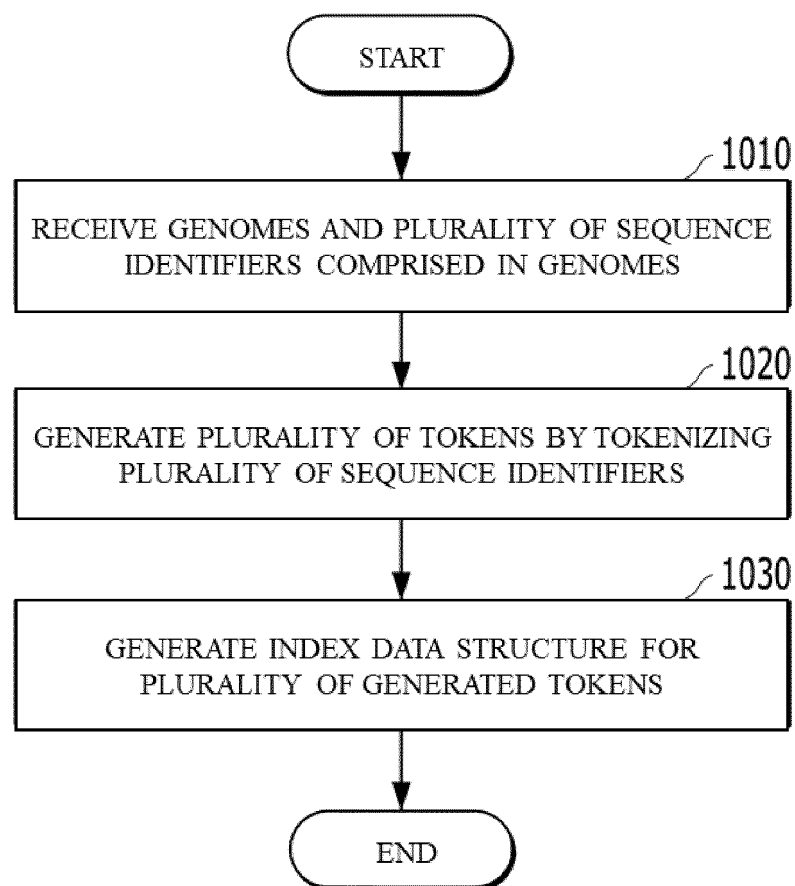 START
1010
RECEIVE GENOMES AND PLURALITY OF SEQUENCE
IDENTIFIERS COMPRISED IN GENOMES
1020
GENERATE PLURALITY OF TOKENS BY TOKENIZING
PLURALITY OF SEQUENCE IDENTIFIERS
1030
GENERATE INDEX DATA STRUCTURE FOR
PLURALITY OF GENERATED TOKENS
END